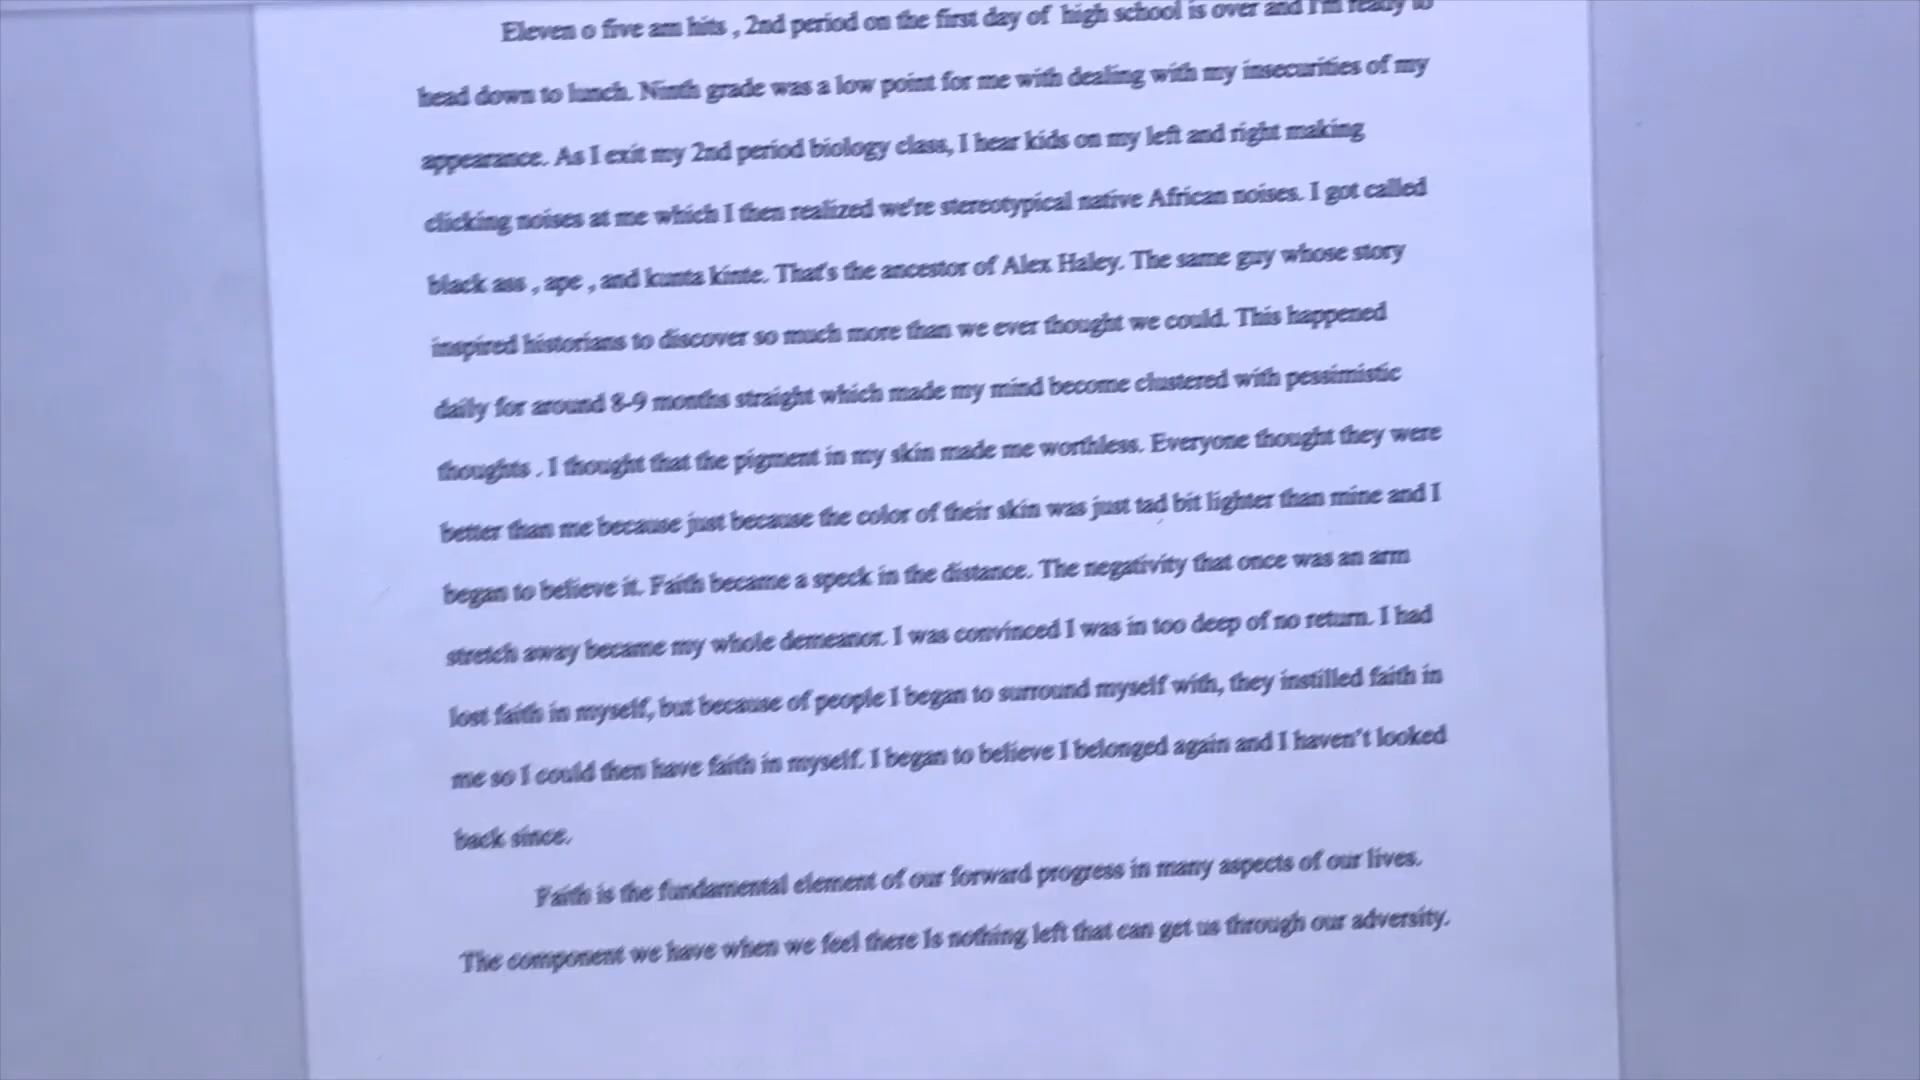 Eleven o five am hits , 2nd period on the first day of high school is over and I'm ready to
head down to lunch. Ninth grade was a low point for me with dealing with my insecurities of my
appearance. As I exit my 2nd period biology class, I hear kids on my left and right making
clicking noises at me which I then realized we're stereotypical native African noises. I got called
black ass , ape , and kunta kinte. That's the ancestor of Alex Haley. The same guy whose story
inspired historians to discover so much more than we ever thought we could. This happened
daily for around 8-9 months straight which made my mind become clustered with pessimistic
thoughts . I thought that the pigment in my skin made me worthless. Everyone thought they were
better than me because just because the color of their skin was just tad bit lighter than mine and I
began to believe it. Faith became a speck in the distance. The negativity that once was an arm
stretch away became my whole demeanor. I was convinced I was in too deep of no return. I had
lost faith in myself, but because of people I began to surround myself with, they instilled faith in
me so I could then have faith in myself. I began to believe I belonged again and I haven't looked
back since.
Faith is the fundamental element of our forward progress in many aspects of our lives.
The component we have when we feel there is nothing left that can get us through our adversity.